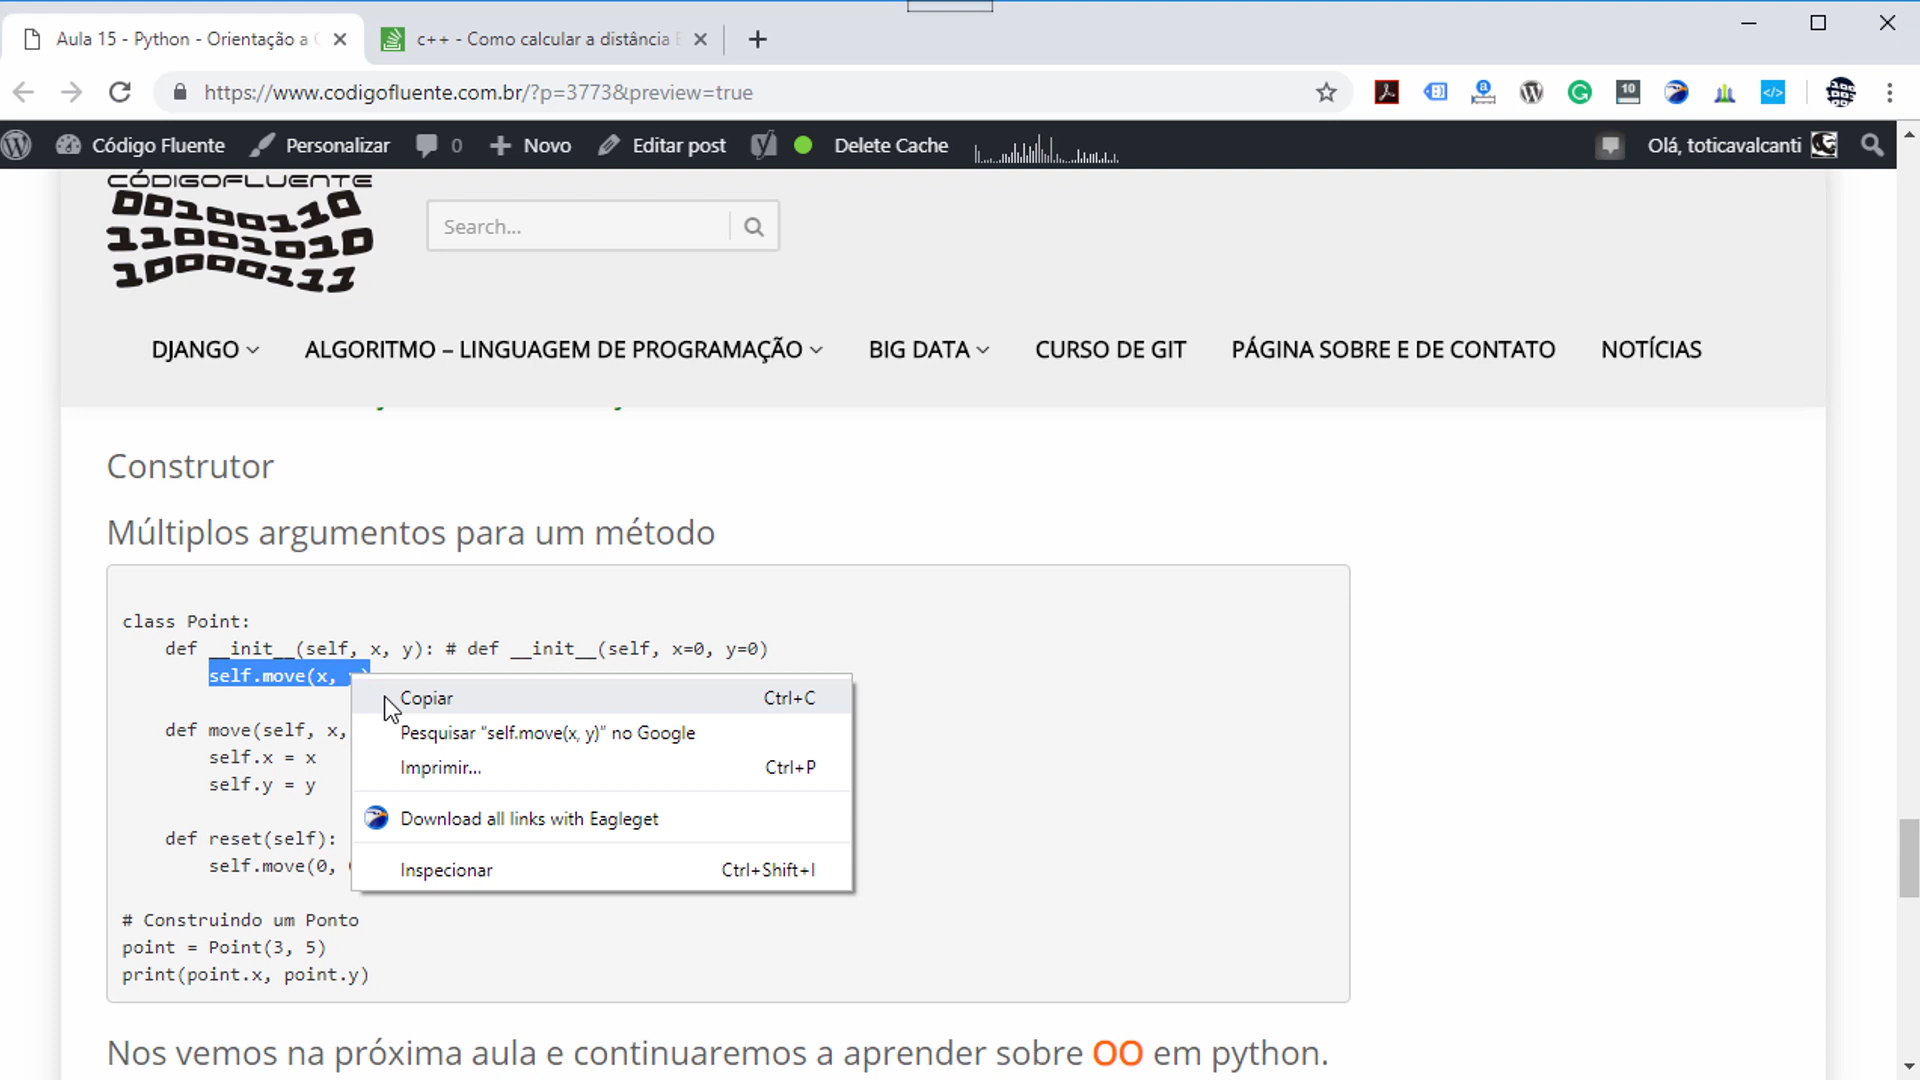 Aula 15 - Python - Orientação a
c++ - Como calcular a distância
https://www.codigofluente.com.br/?p=3773&preview=true
10
Código Fluente
Personalizar
0
Novo
Editar post
Delete Cache
Olá, toticavalcanti
CÓDIGOFLUENTE
00100110
11001010
10000111
Search...
DJANGO
ALGORITMO – LINGUAGEM DE PROGRAMAÇÃO
BIG DATA
CURSO DE GIT
PÁGINA SOBRE E DE CONTATO
NOTÍCIAS
Construtor
Múltiplos argumentos para um método
class Point:
def __init__(self, x, y): # def __init__(self, x=0, y=0)
self.move(x,
def move(self, x,
self.x = x
self.y = y
def reset(self):
self.move(0,
# Construindo um Ponto
point = Point(3, 5)
print(point.x, point.y)
Copiar Ctrl+C
Pesquisar “self.move(x, y)” no Google
Imprimir... Ctrl+P
Download all links with Eagleget
Inspecionar Ctrl+Shift+I
Nos vemos na próxima aula e continuaremos a aprender sobre OO em python.